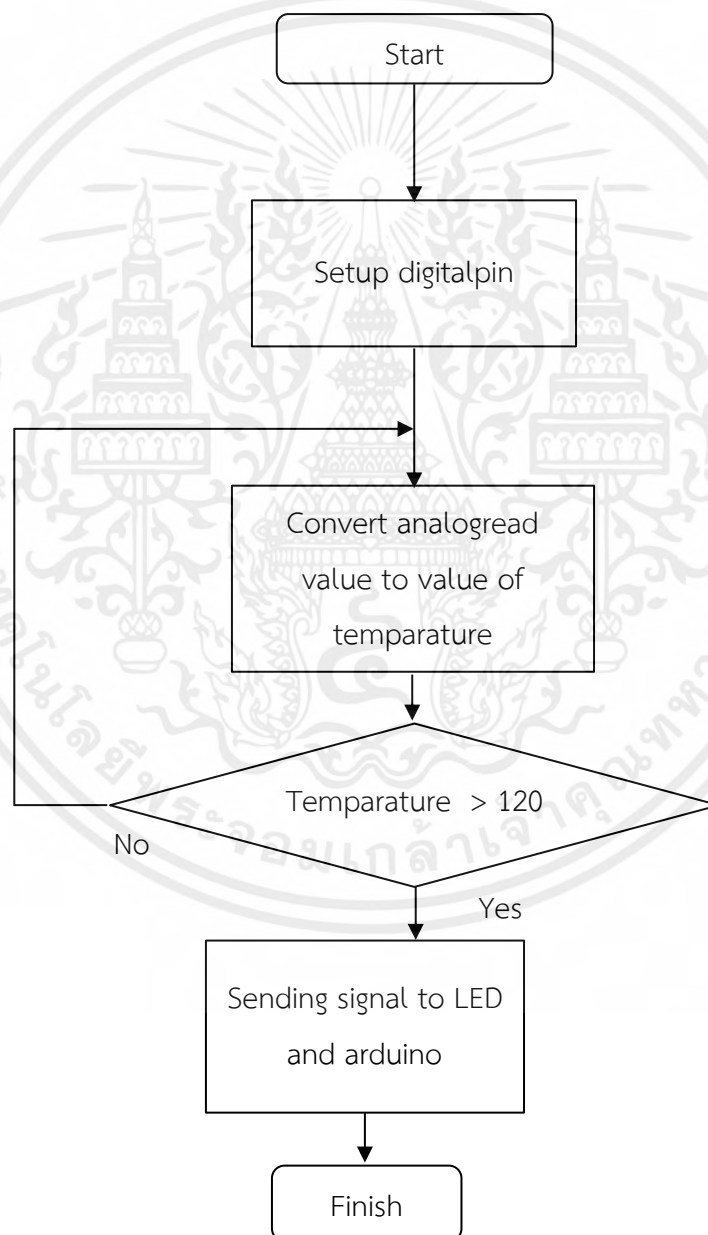 Start
Setup digitalpin
Convert analogread
value to value of
temparature
Temparature > 120
No
Yes
Sending signal to LED
and arduino
Finish